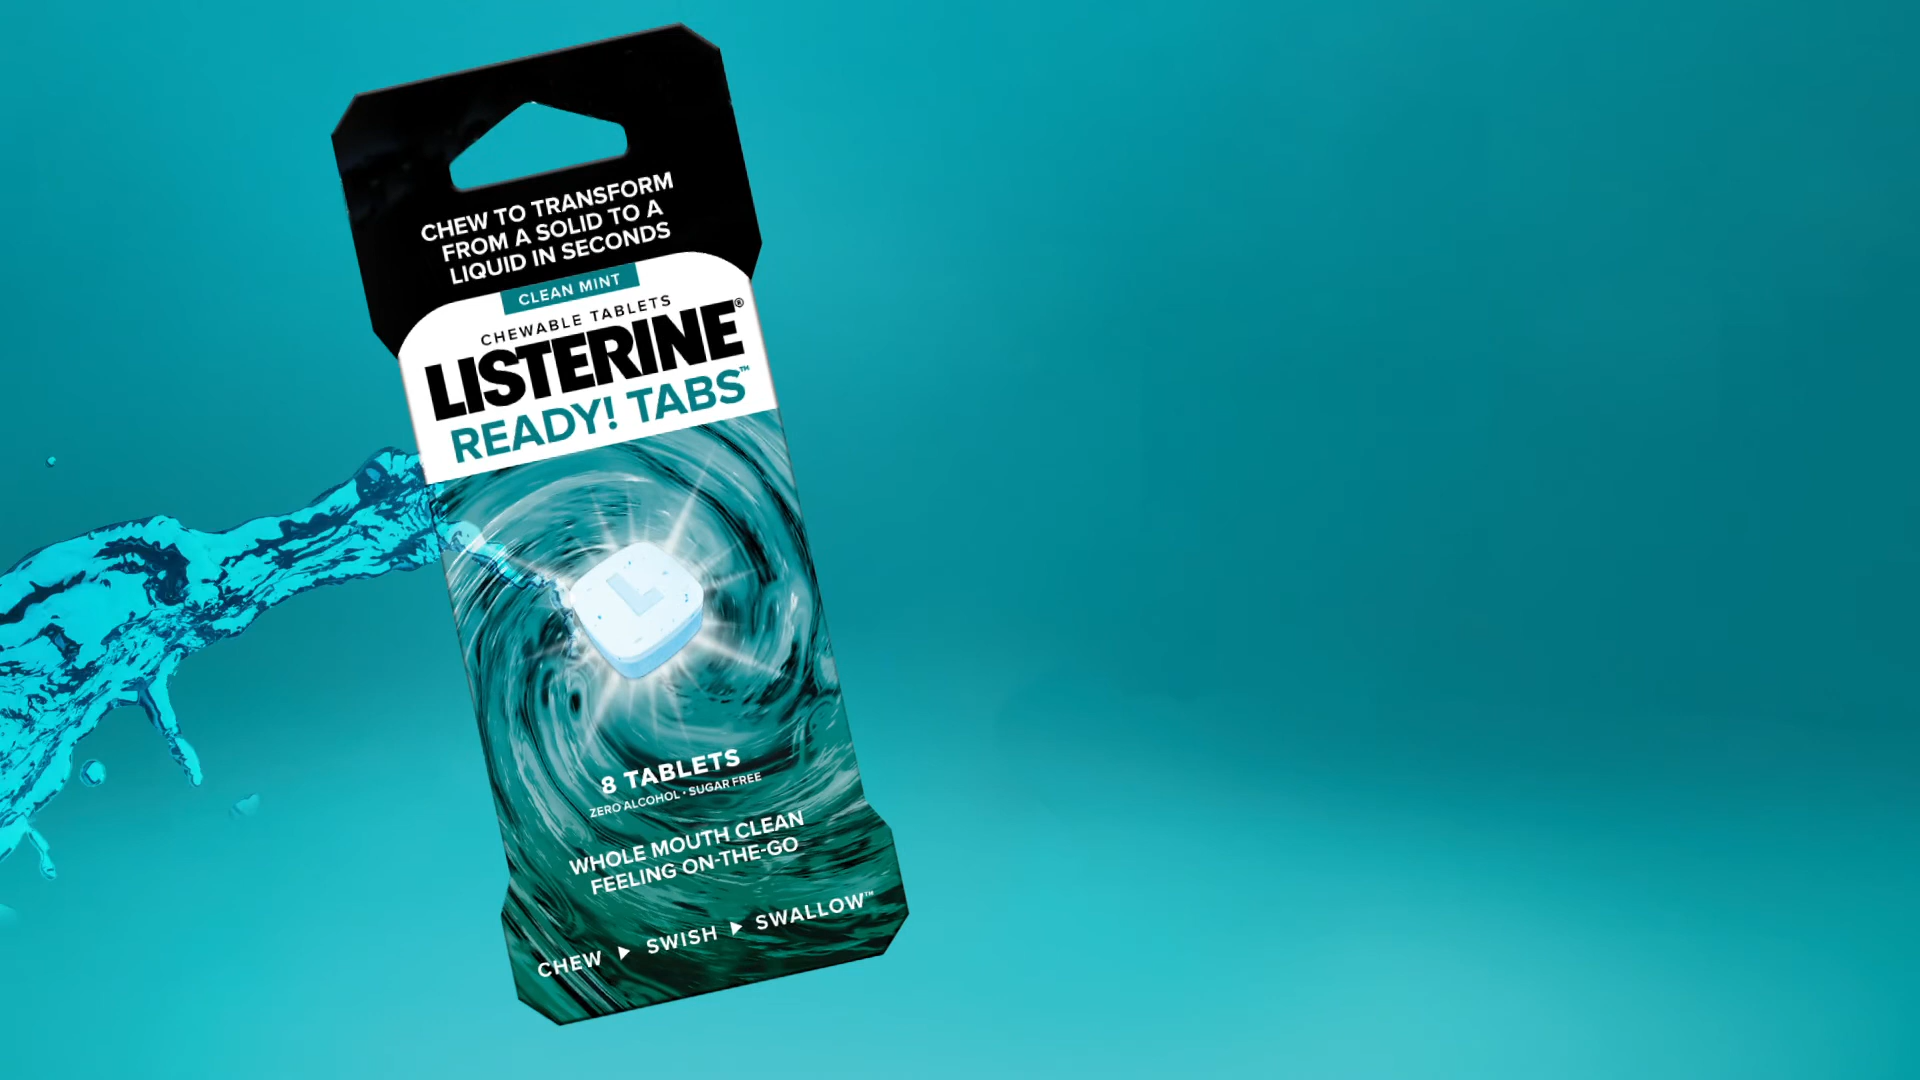 CHEW TO TRANSFORM
FROM A SOLID TO A
LIQUID IN SECONDS
CLEAN MINT
CHEWABLE TABLETS
LISTERINE®
READY! TABS™
L
8 TABLETS
ZERO ALCOHOL • SUGAR FREE
WHOLE MOUTH CLEAN
FEELING ON-THE-GO
CHEW ▶ SWISH ▶ SWALLOW™